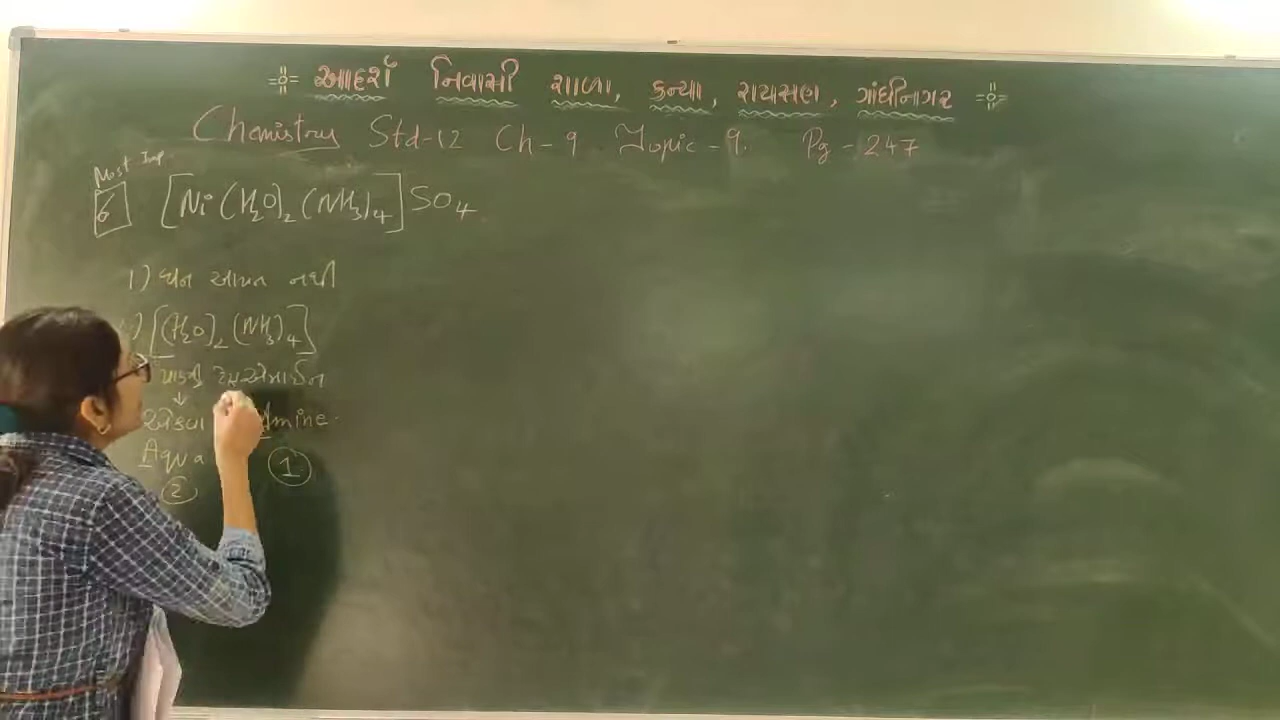 આદર્શ નિવાસી શાળા, કન્યા, રાયસણ, ગાંધીનગર
Chemistry Std-12 Ch-9 Topic-9. Pg-247
Most Imp.
6 [Ni(H₂O)₂(NH₃)₄]SO₄
1) ધન આયન નથી
) [(H₂O)₂(NH₃)₄]
એકવા Amine
Aqua 1
2